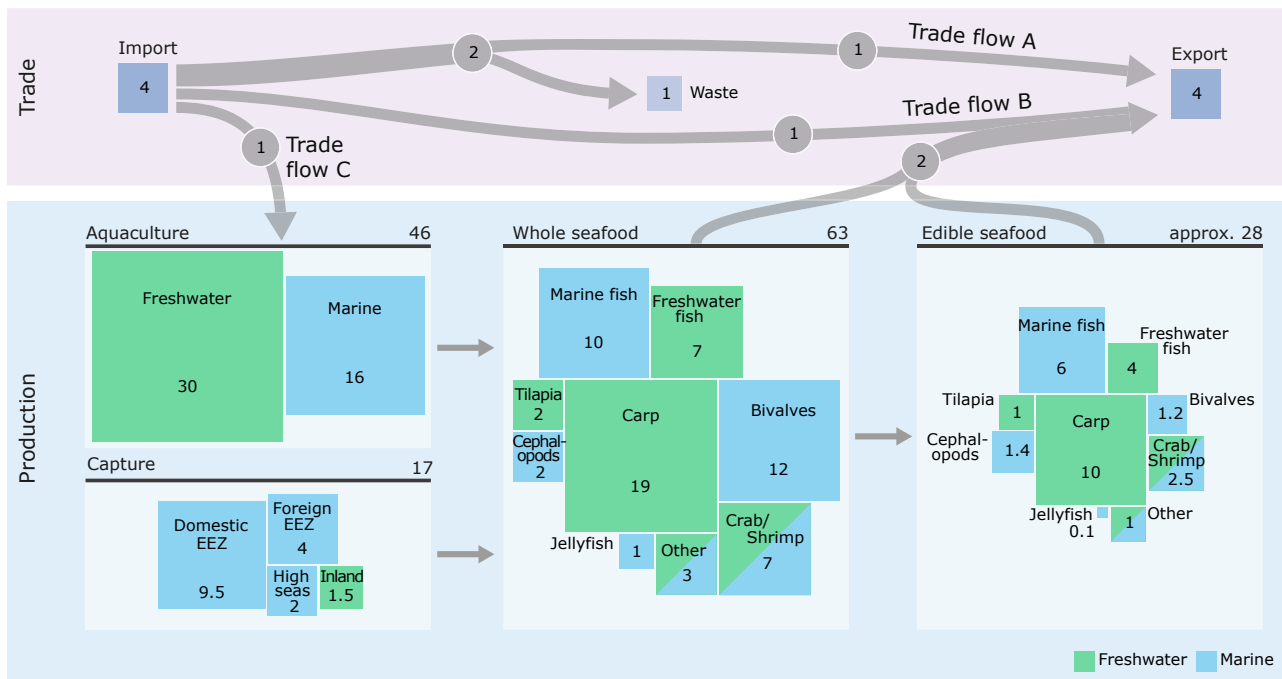 Trade
Import
4
2
1
Trade flow A
Export
4
1
Waste
Trade flow B
1
1
Trade
flow C
2
Production
Aquaculture 46
Freshwater
30
Marine
16
Capture 17
Domestic
EEZ
9.5
Foreign
EEZ
4
High
seas
2
Inland
1.5
Whole seafood 63
Marine fish
10
Freshwater
fish
7
Tilapia
2
Cephal-
opods
2
Carp
19
Bivalves
12
Jellyfish
1
Other
3
Crab/
Shrimp
7
Edible seafood approx. 28
Marine fish
6
Freshwater
fish
4
Tilapia
1
Cephal-
opods
1.4
Carp
10
Bivalves
1.2
Crab/
Shrimp
2.5
Jellyfish
0.1
1
Other
Freshwater
Marine